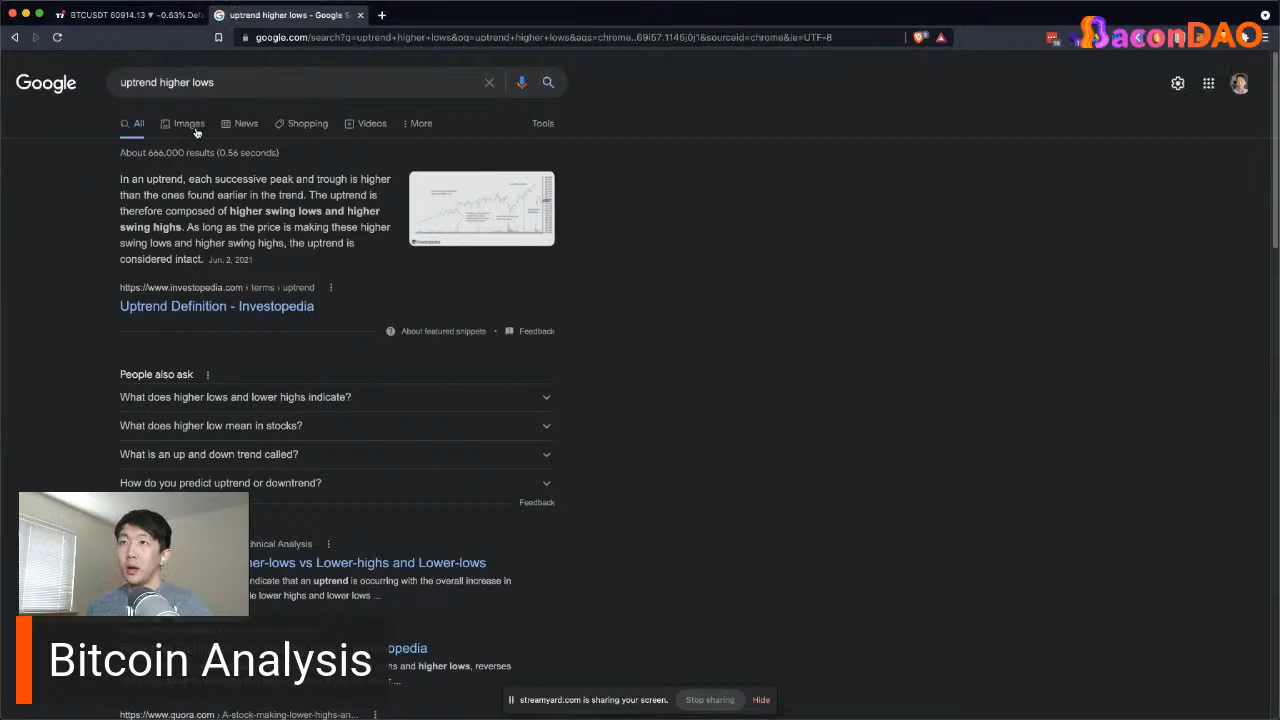 BTCUSDT 60914.13 ▼ −0.63%
uptrend higher lows - Google S
google.com/search?q=uptrend+higher+lows&oq=uptrend+higher+lows&aqs=chrome..69i57.1145j0j1&sourceid=chrome&ie=UTF-8
BaconDAO
Google
uptrend higher lows
All
Images
News
Shopping
Videos
More
Tools
About 666,000 results (0.56 seconds)
In an uptrend, each successive peak and trough is higher
than the ones found earlier in the trend. The uptrend is
therefore composed of higher swing lows and higher
swing highs. As long as the price is making these higher
swing lows and higher swing highs, the uptrend is
considered intact. Jun. 2, 2021
https://www.investopedia.com › terms › uptrend
Uptrend Definition - Investopedia
About featured snippets
•
Feedback
People also ask
What does higher lows and lower highs indicate?
What does higher low mean in stocks?
What is an up and down trend called?
How do you predict uptrend or downtrend?
Feedback
hnical Analysis
er-lows vs Lower-highs and Lower-lows
ndicate that an uptrend is occurring with the overall increase in
le lower highs and lower lows ...
opedia
hs and higher lows, reverses
https://www.quora.com › A-stock-making-lower-highs-an...
Bitcoin Analysis
streamyard.com is sharing your screen.
Stop sharing
Hide